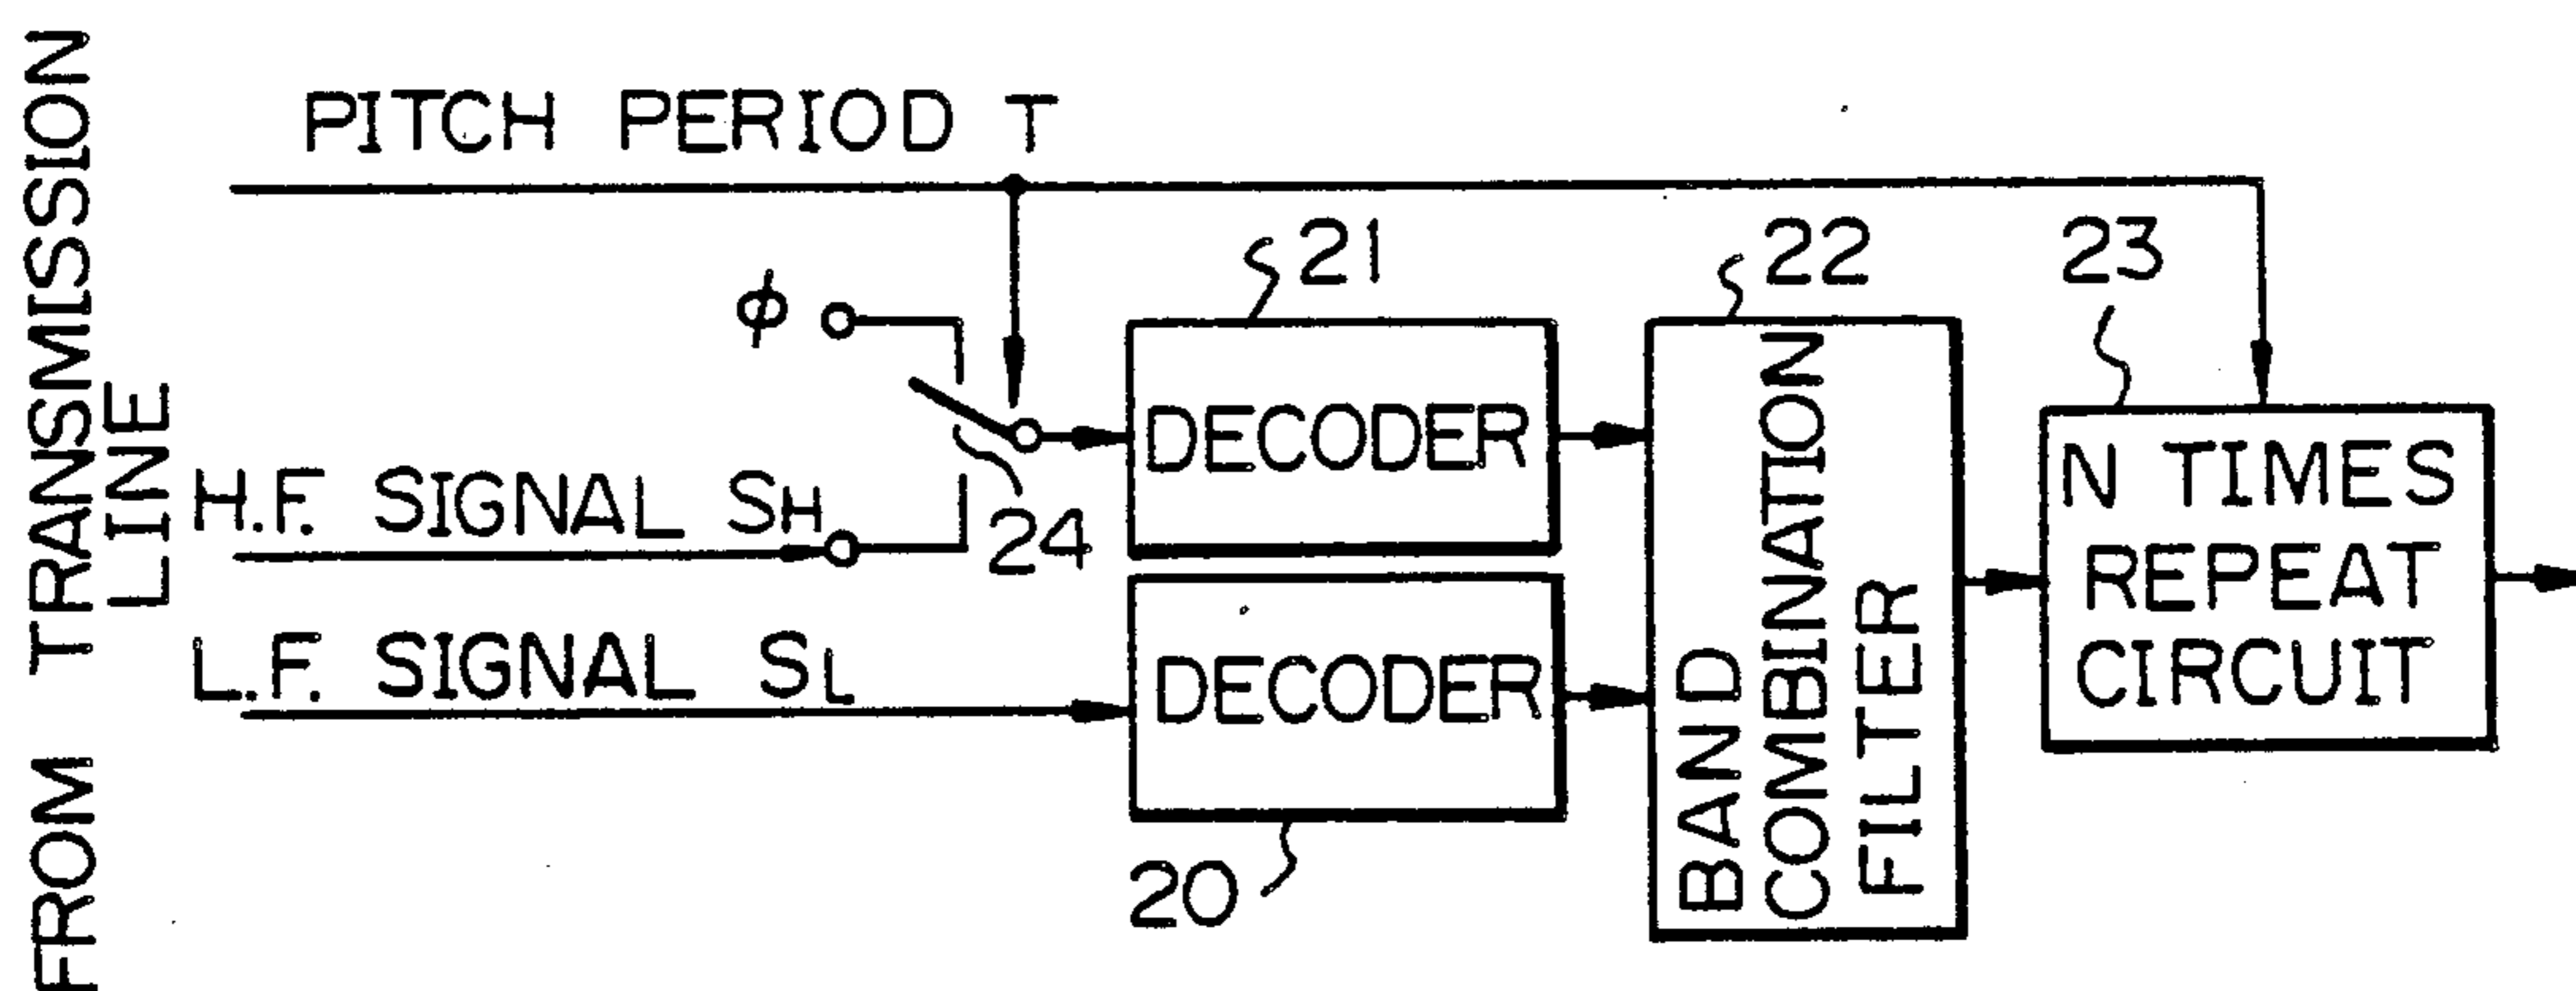 FROM TRANSMISSION
LINE
PITCH PERIOD T
ϕ
H.F. SIGNAL SH
L.F. SIGNAL SL
24
21
DECODER
DECODER
20
22
BAND
COMBINATION
FILTER
23
N TIMES
REPEAT
CIRCUIT